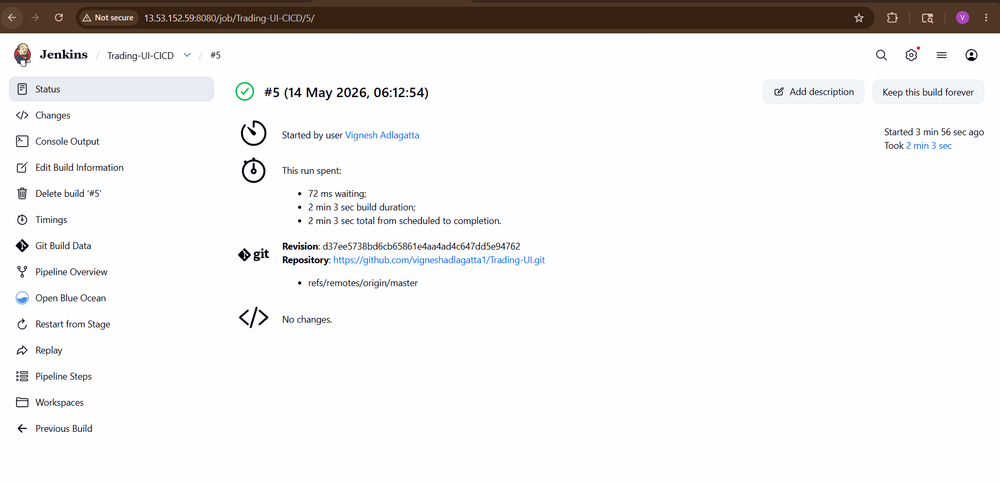 Not secure 13.53.152.59:8080/job/Trading-UI-CICD/5/
V
Jenkins / Trading-UI-CICD / #5
Status
Changes
Console Output
Edit Build Information
Delete build ‘#5’
Timings
Git Build Data
Pipeline Overview
Open Blue Ocean
Restart from Stage
Replay
Pipeline Steps
Workspaces
Previous Build
#5 (14 May 2026, 06:12:54)
Add description
Keep this build forever
Started by user Vignesh Adlagatta
Started 3 min 56 sec ago
Took 2 min 3 sec
This run spent:
• 72 ms waiting;
• 2 min 3 sec build duration;
• 2 min 3 sec total from scheduled to completion.
git
Revision: d37ee5738bd6cb65861e4aa4ad4c647dd5e94762
Repository: https://github.com/vigneshadlagatta1/Trading-UI.git
• refs/remotes/origin/master
No changes.